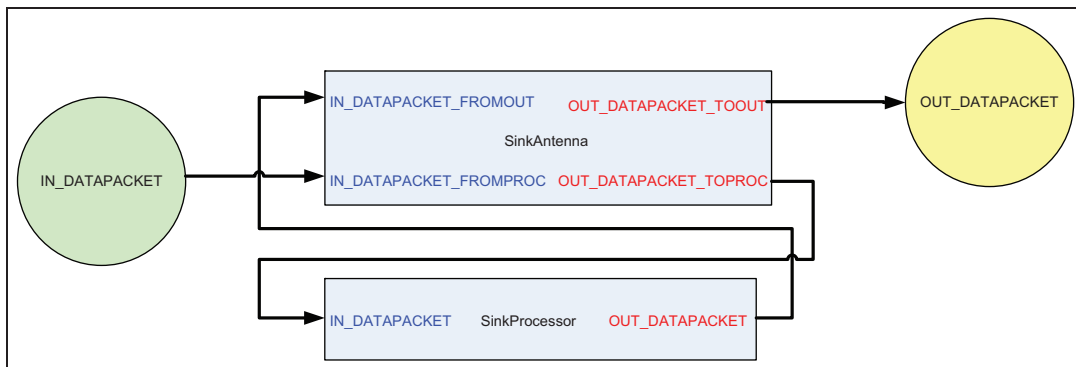 IN_DATAPACKET_FROMOUT
OUT_DATAPACKET_TOOUT
OUT_DATAPACKET
SinkAntenna
IN_DATAPACKET
IN_DATAPACKET_FROMPROC
OUT_DATAPACKET_TOPROC
IN_DATAPACKET
SinkProcessor
OUT_DATAPACKET